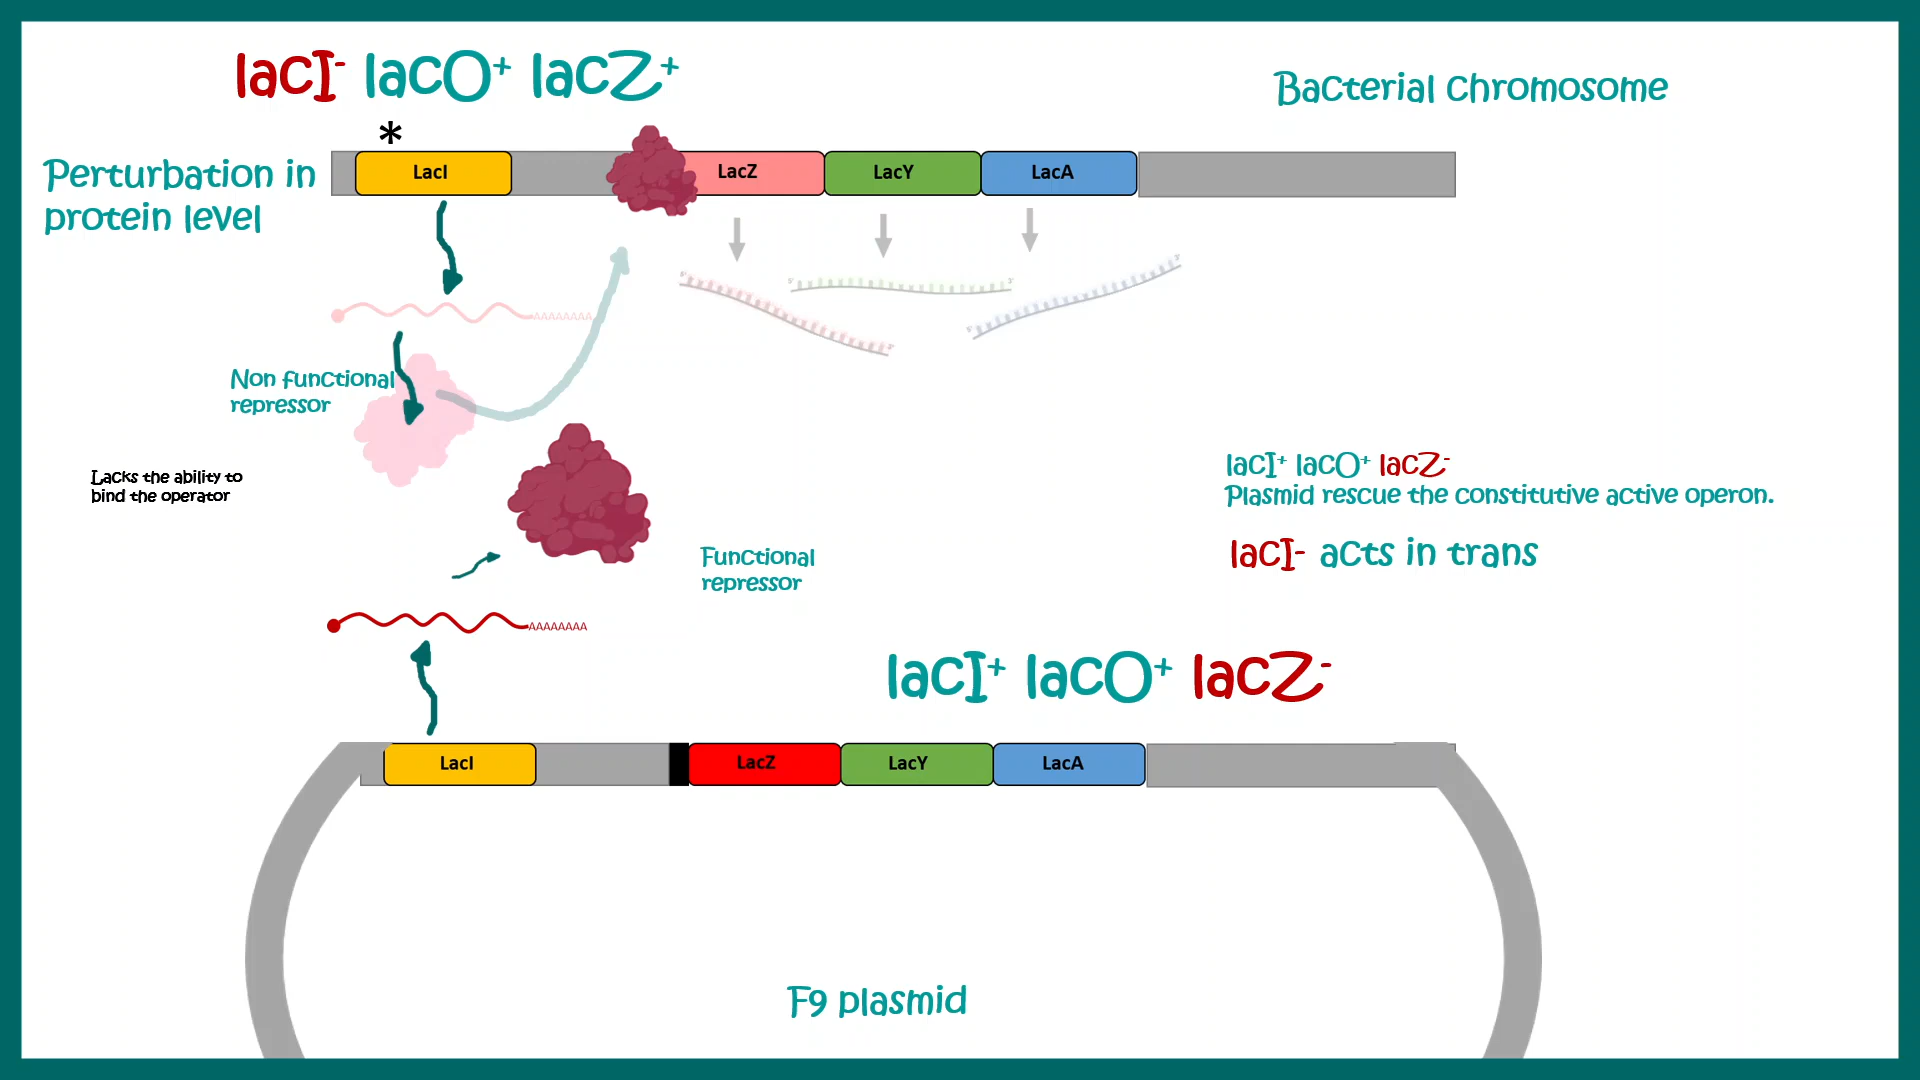 lacI- lacO+ lacZ+
Bacterial chromosome
*
Perturbation in
protein level
LacI
LacZ
LacY
LacA
AAAAAAAA
Non functional
repressor
Lacks the ability to
bind the operator
lacI+ lacO+ lacZ-
Plasmid rescue the constitutive active operon.
lacI- acts in trans
Functional
repressor
AAAAAAAA
lacI+ lacO+ lacZ-
LacI
LacZ
LacY
LacA
F9 plasmid